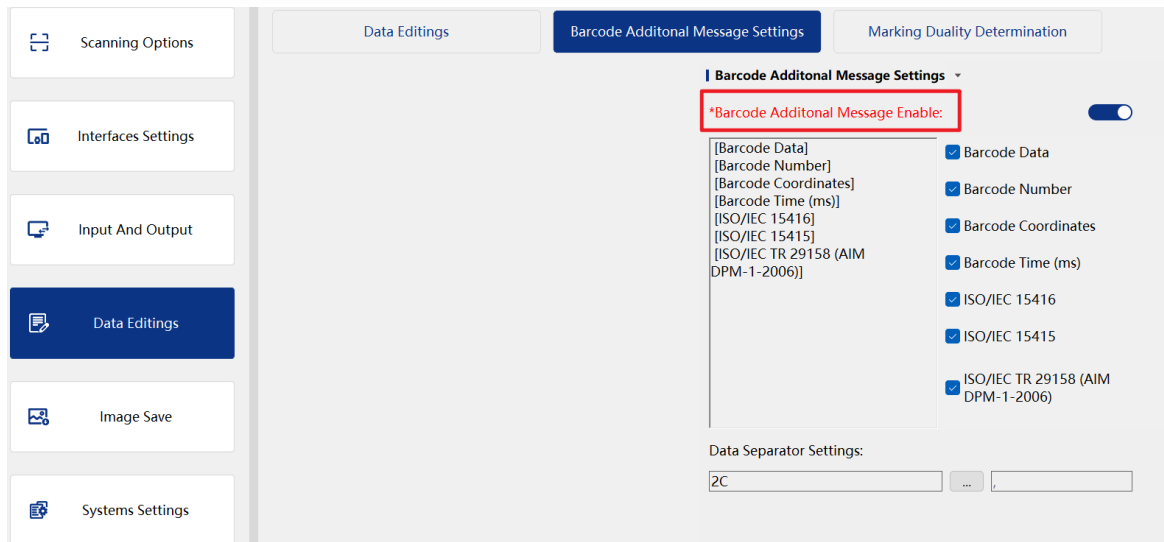 Scanning Options
Interfaces Settings
Input And Output
Data Editings
Image Save
Systems Settings
Data Editings
Barcode Additonal Message Settings
Marking Duality Determination
Barcode Additonal Message Settings
*Barcode Additonal Message Enable:
[Barcode Data]
[Barcode Number]
[Barcode Coordinates]
[Barcode Time (ms)]
[ISO/IEC 15416]
[ISO/IEC 15415]
[ISO/IEC TR 29158 (AIM
DPM-1-2006)]
Barcode Data
Barcode Number
Barcode Coordinates
Barcode Time (ms)
ISO/IEC 15416
ISO/IEC 15415
ISO/IEC TR 29158 (AIM
DPM-1-2006)
Data Separator Settings:
2C
...
,